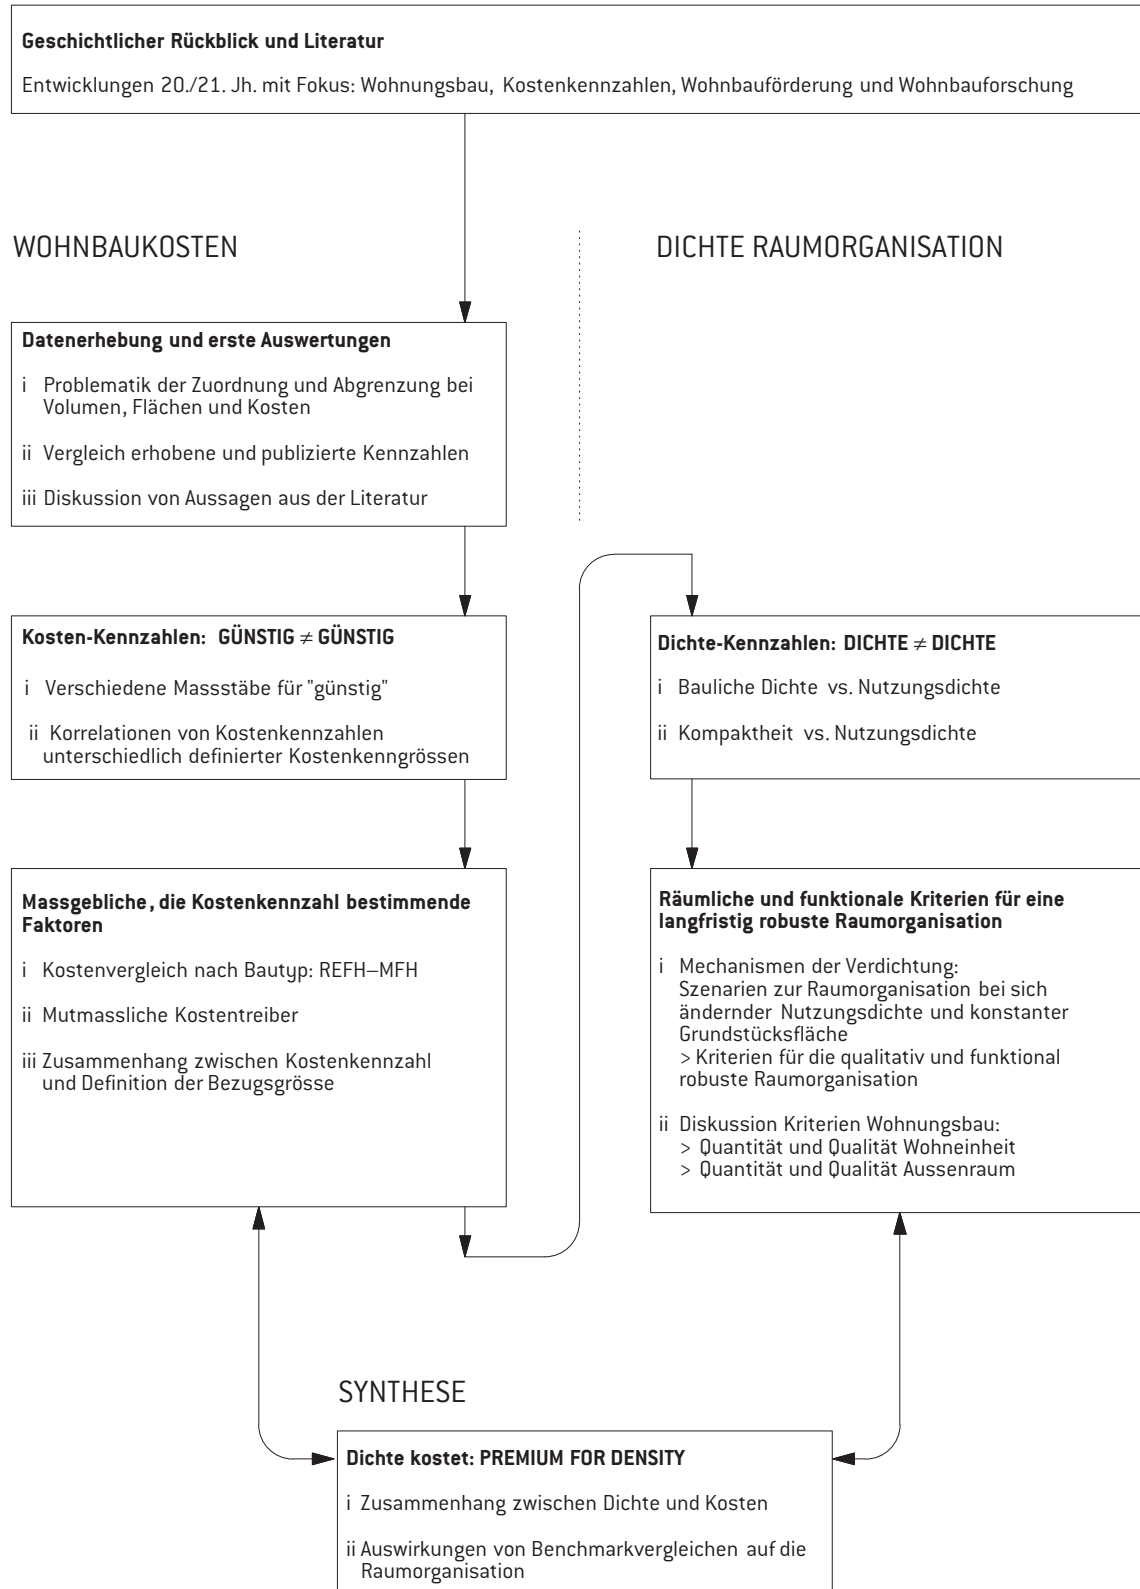 Geschichtlicher Rückblick und Literatur
Entwicklungen 20./21. Jh. mit Fokus: Wohnungsbau, Kostenkennzahlen, Wohnbauförderung und Wohnbauforschung
WOHNBAUKOSTEN
Datenerhebung und erste Auswertungen
i Problematik der Zuordnung und Abgrenzung bei
Volumen, Flächen und Kosten
ii Vergleich erhobene und publizierte Kennzahlen
iii Diskussion von Aussagen aus der Literatur
Kosten-Kennzahlen: GÜNSTIG ≠ GÜNSTIG
i Verschiedene Massstäbe für "günstig"
ii Korrelationen von Kostenkennzahlen
unterschiedlich definierter Kostenkenngrössen
Massgebliche, die Kostenkennzahl bestimmende
Faktoren
i Kostenvergleich nach Bautyp: REFH–MFH
ii Mutmassliche Kostentreiber
iii Zusammenhang zwischen Kostenkennzahl
und Definition der Bezugsgrösse
DICHTE RAUMORGANISATION
Dichte-Kennzahlen: DICHTE ≠ DICHTE
i Bauliche Dichte vs. Nutzungsdichte
ii Kompaktheit vs. Nutzungsdichte
Räumliche und funktionale Kriterien für eine
langfristig robuste Raumorganisation
i Mechanismen der Verdichtung:
Szenarien zur Raumorganisation bei sich
ändernder Nutzungsdichte und konstanter
Grundstücksfläche
> Kriterien für die qualitativ und funktional
robuste Raumorganisation
ii Diskussion Kriterien Wohnungsbau:
> Quantität und Qualität Wohneinheit
> Quantität und Qualität Aussenraum
SYNTHESE
Dichte kostet: PREMIUM FOR DENSITY
i Zusammenhang zwischen Dichte und Kosten
ii Auswirkungen von Benchmarkvergleichen auf die
Raumorganisation